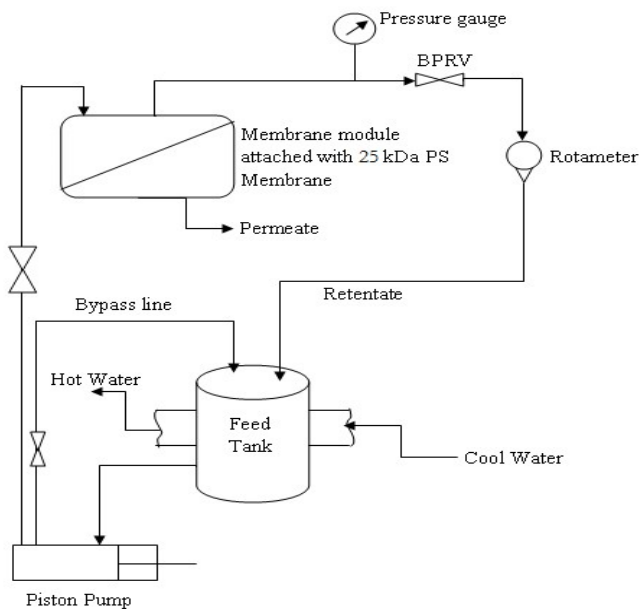 Pressure gauge
BPRV
Membrane module
attached with 25 kDa PS
Membrane
Rotameter
Permeate
Retentate
Bypass line
Hot Water
Feed
Tank
Cool Water
Piston Pump